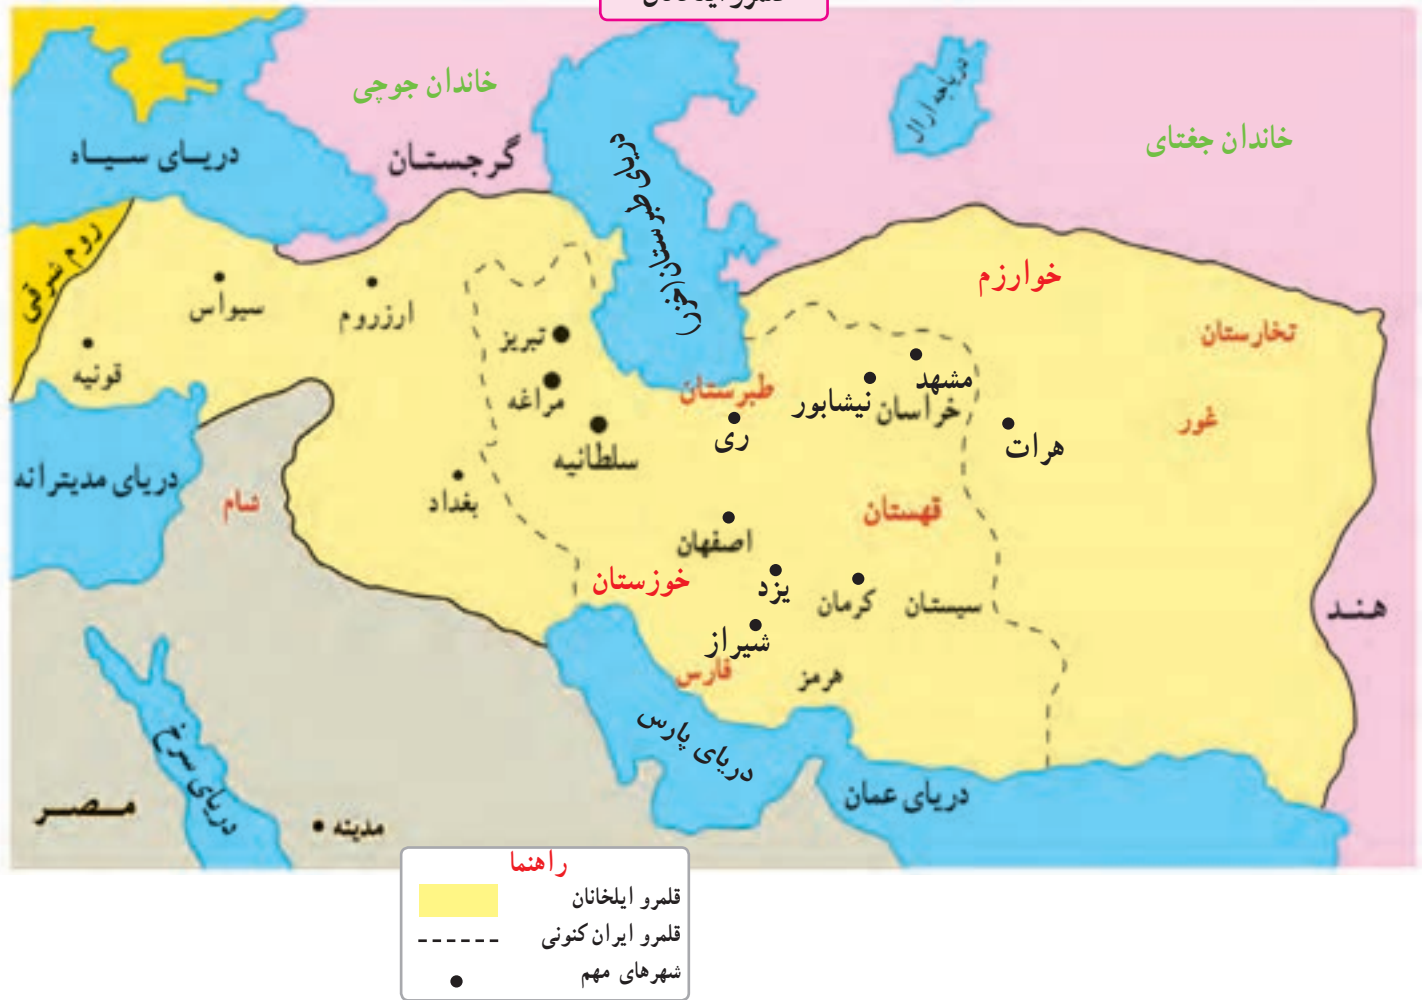 قلمرو ایلخانان
خاندان جوچی
دریاچه آرال
خاندان جغتای
دریای سیاه
گرجستان
دریای طبرستان(خزر)
روم شرقی
خوارزم
تخارستان
سیواس
ارزروم
تبریز
قونیه
مراغه
مشهد
نیشابور
خراسان
طبرستان
غور
ری
هرات
سلطانیه
دریای مدیترانه
شام
بغداد
قهستان
اصفهان
خوزستان
یزد
کرمان
سیستان
هند
شیراز
فارس
هرمز
دریای پارس
دریای سرخ
دریای عمان
مصر
مدینه
راهنما
قلمرو ایلخانان
قلمرو ایران کنونی
شهرهای مهم